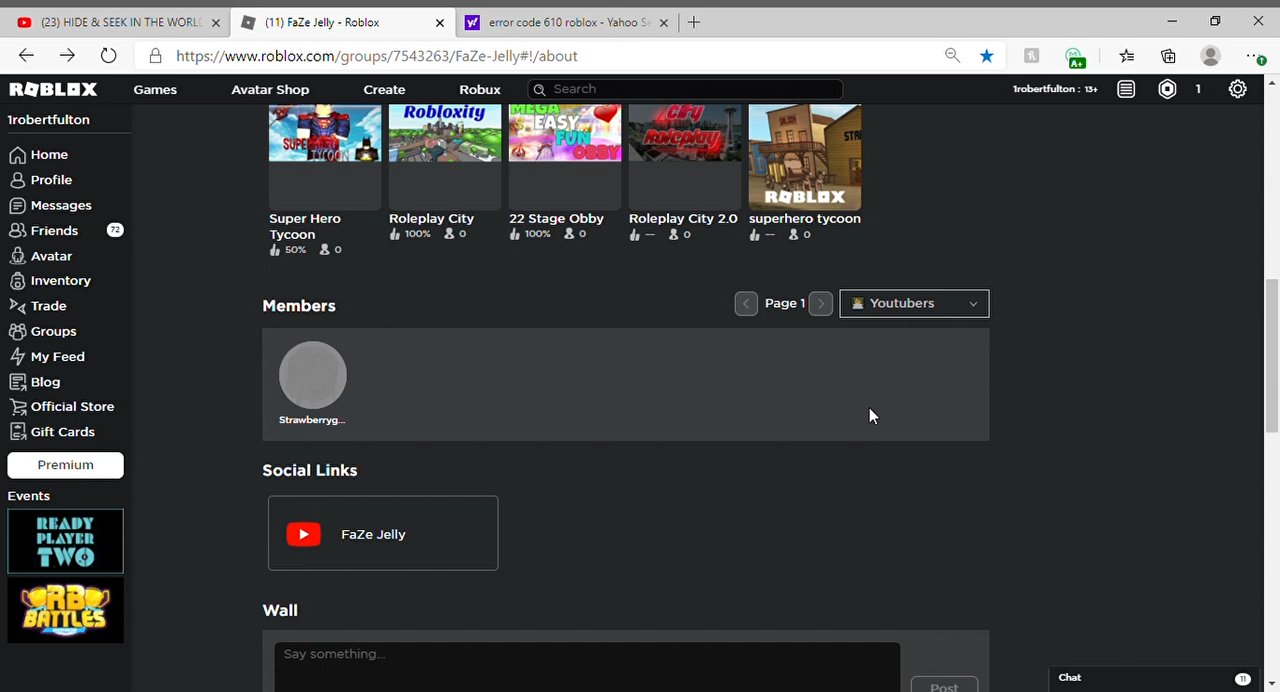 (23) HIDE & SEEK IN THE WORL
(11) FaZe Jelly - Roblox
error code 610 roblox - Yahoo Se
https://www.roblox.com/groups/7543263/FaZe-Jelly#!/about
A+
ROBLOX
Games
Avatar Shop
Create
Robux
Search
1robertfulton : 13+
1
1robertfulton
Home
Profile
Messages
Friends
72
Avatar
Inventory
Trade
Groups
My Feed
Blog
Official Store
Gift Cards
Premium
Events
READY
PLAYER
TWO
RB
BATTLES
SUPERHERO
TYCOON
Robloxity
MEGA
EASY
FUN
OBBY
City
Roleplay
ROBLOX
Super Hero
Tycoon
50% 0
Roleplay City
100% 0
22 Stage Obby
100% 0
Roleplay City 2.0
-- 0
superhero tycoon
-- 0
Members
Page 1
Youtubers
Strawberryg...
Social Links
FaZe Jelly
Wall
Say something...
Post
Chat
11